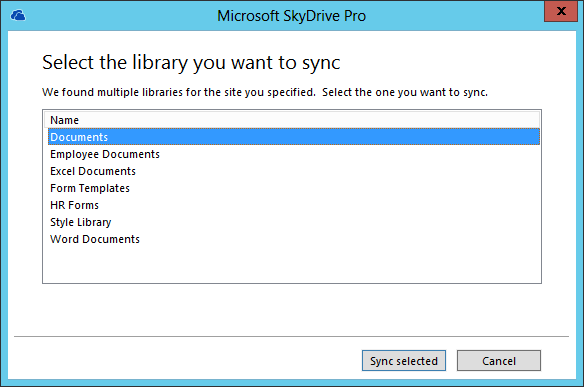 Microsoft SkyDrive Pro
X
Select the library you want to sync
We found multiple libraries for the site you specified.  Select the one you want to sync.
Name
Documents
Employee Documents
Excel Documents
Form Templates
HR Forms
Style Library
Word Documents
Sync selected
Cancel